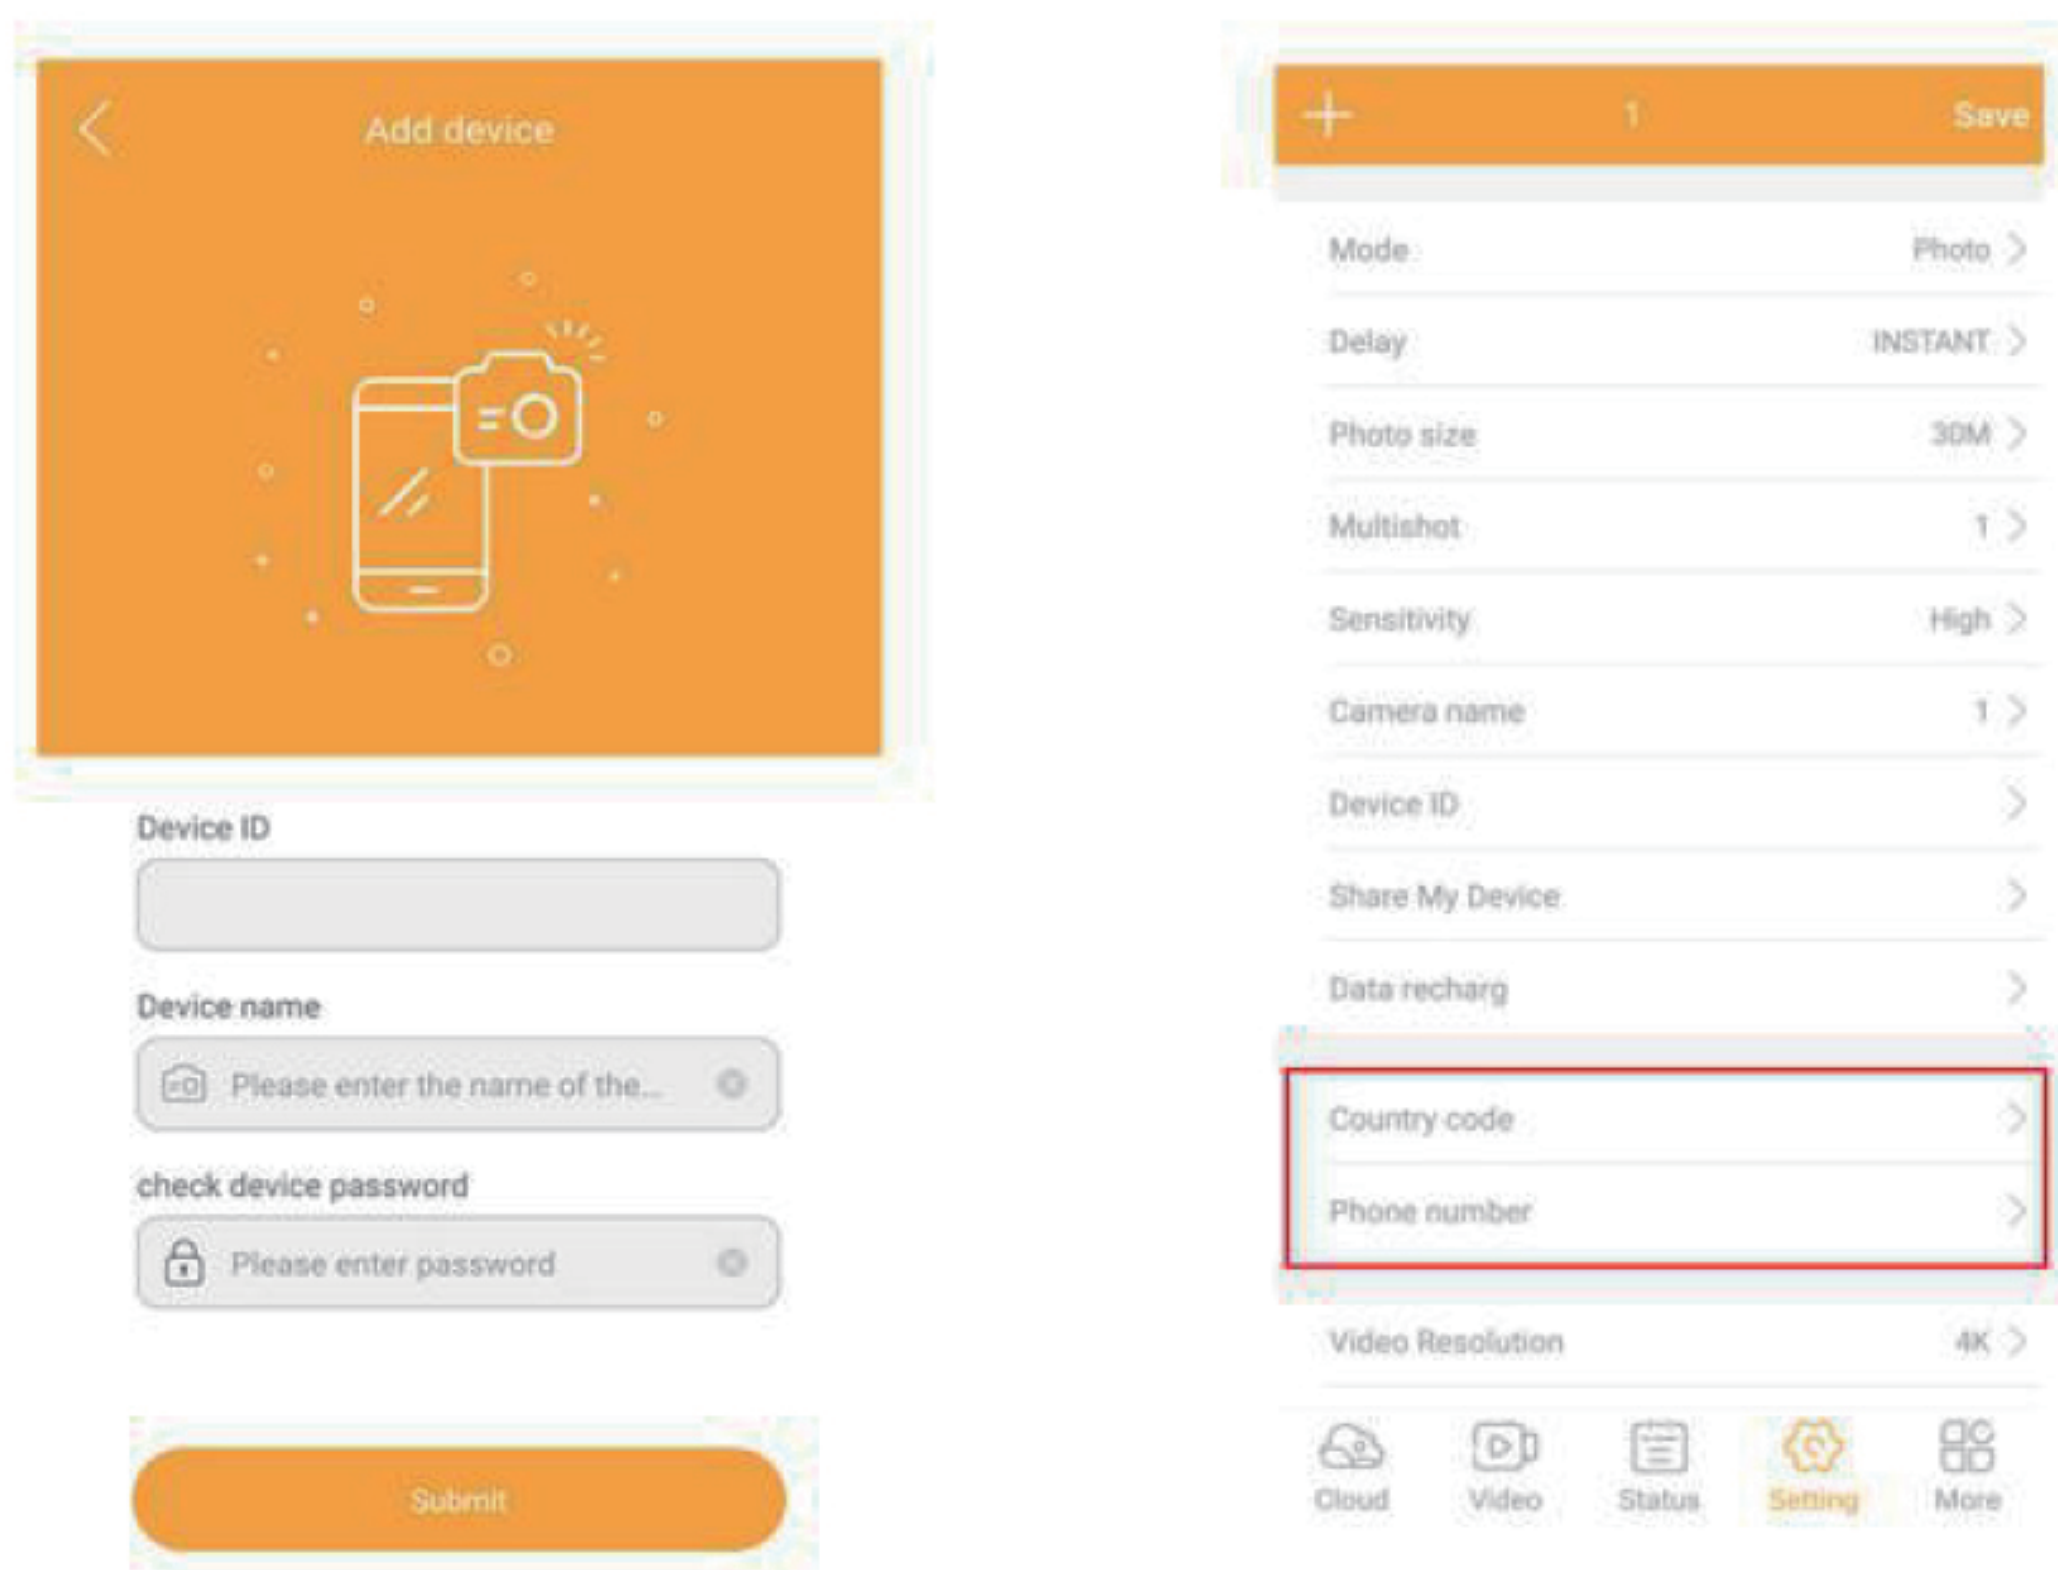 Add device
Device ID
Device name
Please enter the name of the...
check device password
Please enter password
Submit
1 Save
Mode Photo
Delay INSTANT
Photo size 30M
Multishot 1
Sensitivity High
Camera name 1
Device ID
Share My Device
Data recharg
Country code
Phone number
Video Resolution 4K
Cloud Video Status Setting More